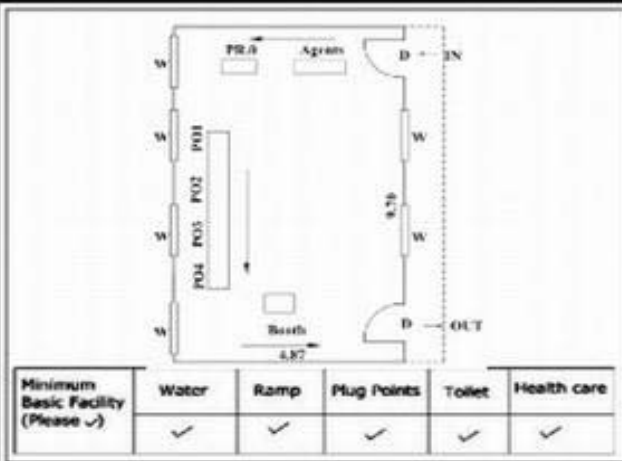 PR.O Agents D IN
W
W PO1 W
PO2
9.70
W PO3 W
PO4
W Booth D OUT
4.87
Minimum Basic Facility (Please ✓) Water Ramp Plug Points Toilet Health care
✓ ✓ ✓ ✓ ✓